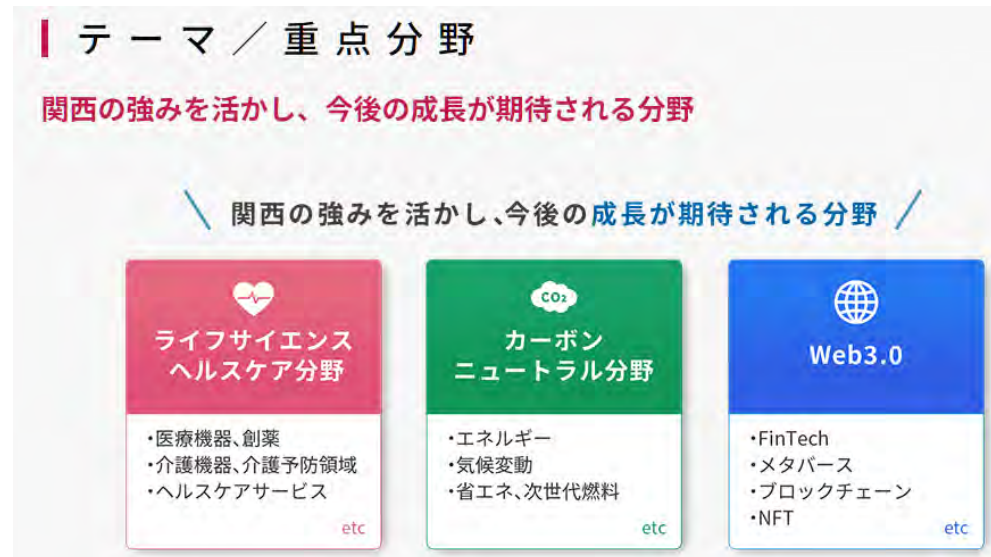 テーマ／重点分野
関西の強みを活かし、今後の成長が期待される分野
関西の強みを活かし、今後の成長が期待される分野
ライフサイエンス
ヘルスケア分野
・医療機器、創薬
・介護機器、介護予防領域
・ヘルスケアサービス
etc
CO₂
カーボン
ニュートラル分野
・エネルギー
・気候変動
・省エネ、次世代燃料
etc
Web3.0
・FinTech
・メタバース
・ブロックチェーン
・NFT
etc